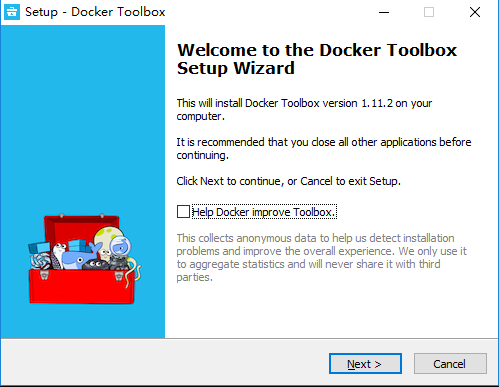 Setup - Docker Toolbox
Welcome to the Docker Toolbox
Setup Wizard
This will install Docker Toolbox version 1.11.2 on your
computer.
It is recommended that you close all other applications before
continuing.
Click Next to continue, or Cancel to exit Setup.
Help Docker improve Toolbox.
This collects anonymous data to help us detect installation
problems and improve the overall experience. We only use it
to aggregate statistics and will never share it with third
parties.
Next >
Cancel